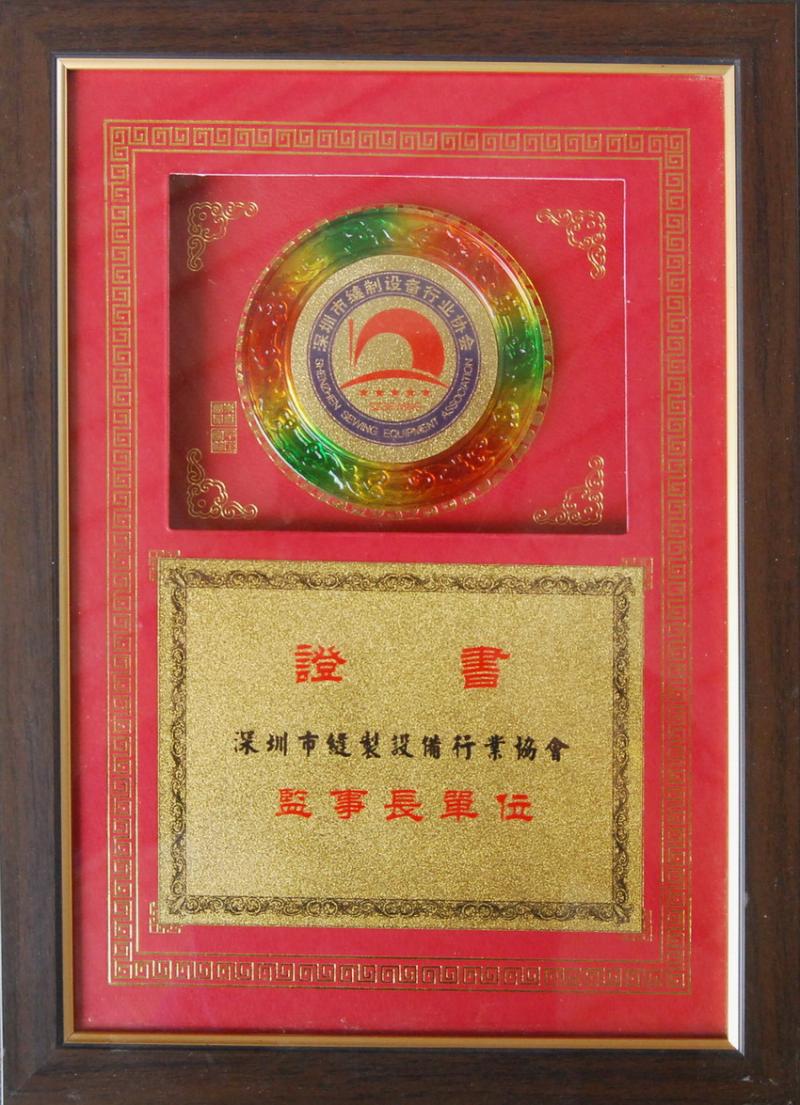 深圳市缝制设备行业协会
SHENZHEN SEWING EQUIPMENT ASSOCIATION
證 書
深圳市縫製設備行業協會
監事長單位